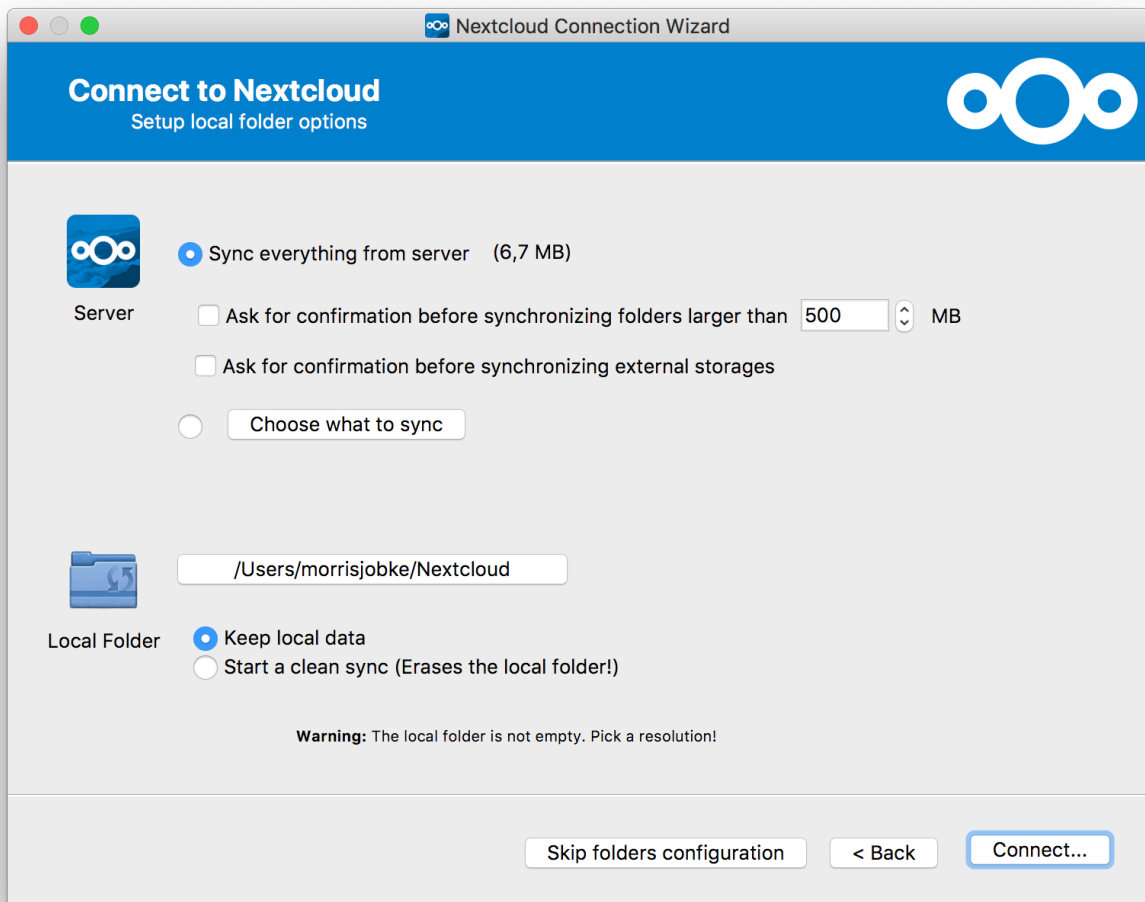 Nextcloud Connection Wizard
Connect to Nextcloud
Setup local folder options
Sync everything from server (6,7 MB)
Server
Ask for confirmation before synchronizing folders larger than 500 MB
Ask for confirmation before synchronizing external storages
Choose what to sync
/Users/morrisjobke/Nextcloud
Local Folder
Keep local data
Start a clean sync (Erases the local folder!)
Warning: The local folder is not empty. Pick a resolution!
Skip folders configuration
< Back
Connect...